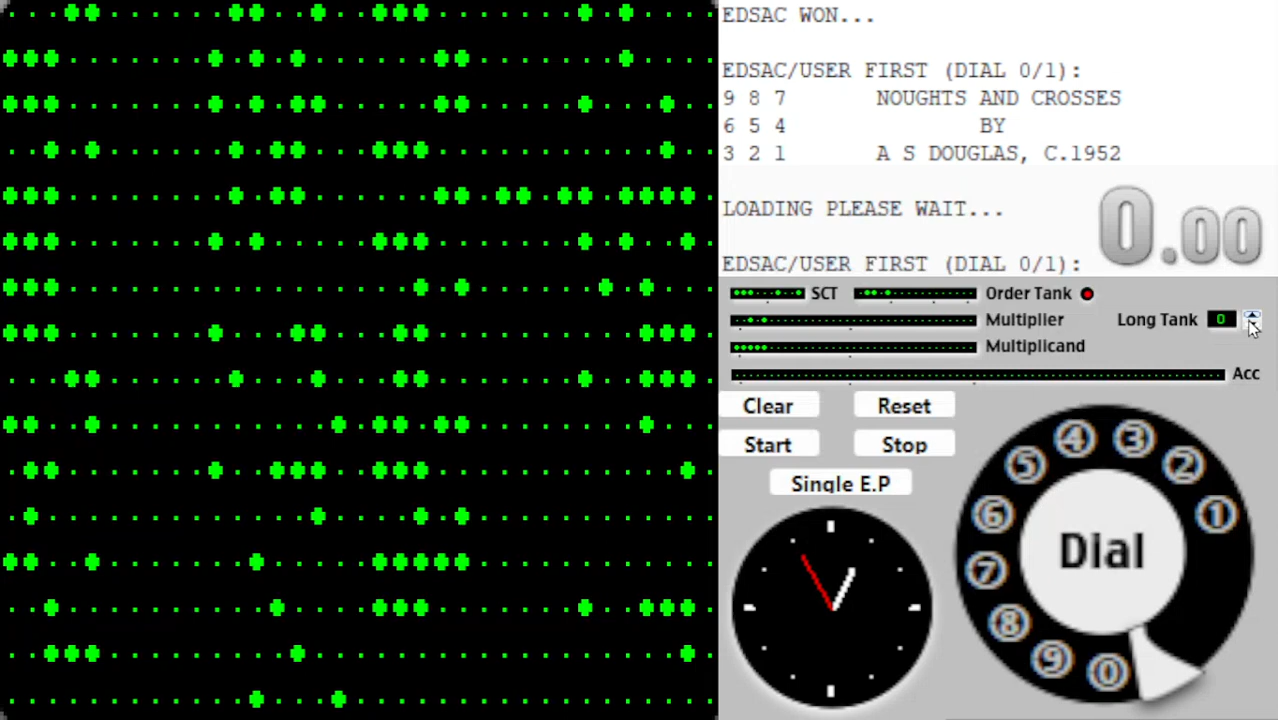 EDSAC WON...
EDSAC/USER FIRST (DIAL 0/1):
9 8 7 NOUGHTS AND CROSSES
6 5 4 BY
3 2 1 A S DOUGLAS, C.1952
LOADING PLEASE WAIT...
0.00
EDSAC/USER FIRST (DIAL 0/1):
SCT Order Tank
Multiplier Long Tank 0
Multiplicand
Acc
Clear Reset
Start Stop
Single E.P
4 3
5 2
6 1
Dial
7
8
9 0